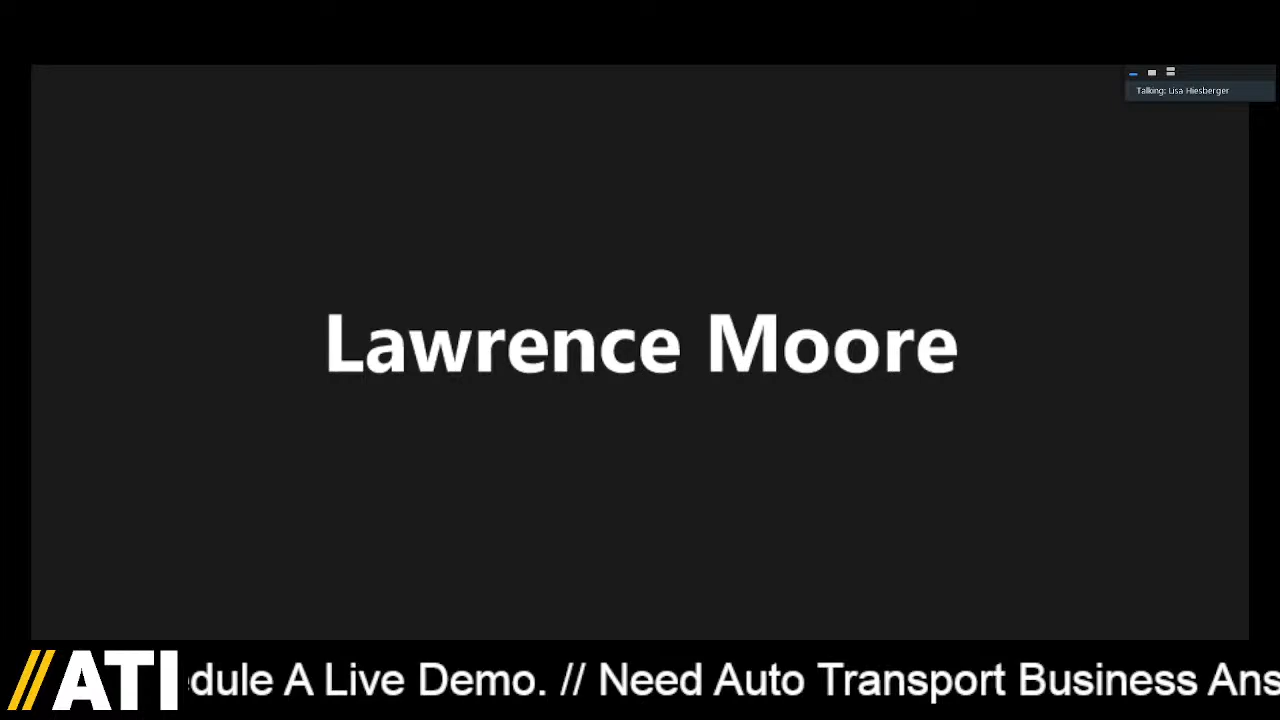 Talking: Lisa Hiesberger
Lawrence Moore
//ATI
dule A Live Demo. // Need Auto Transport Business Ans